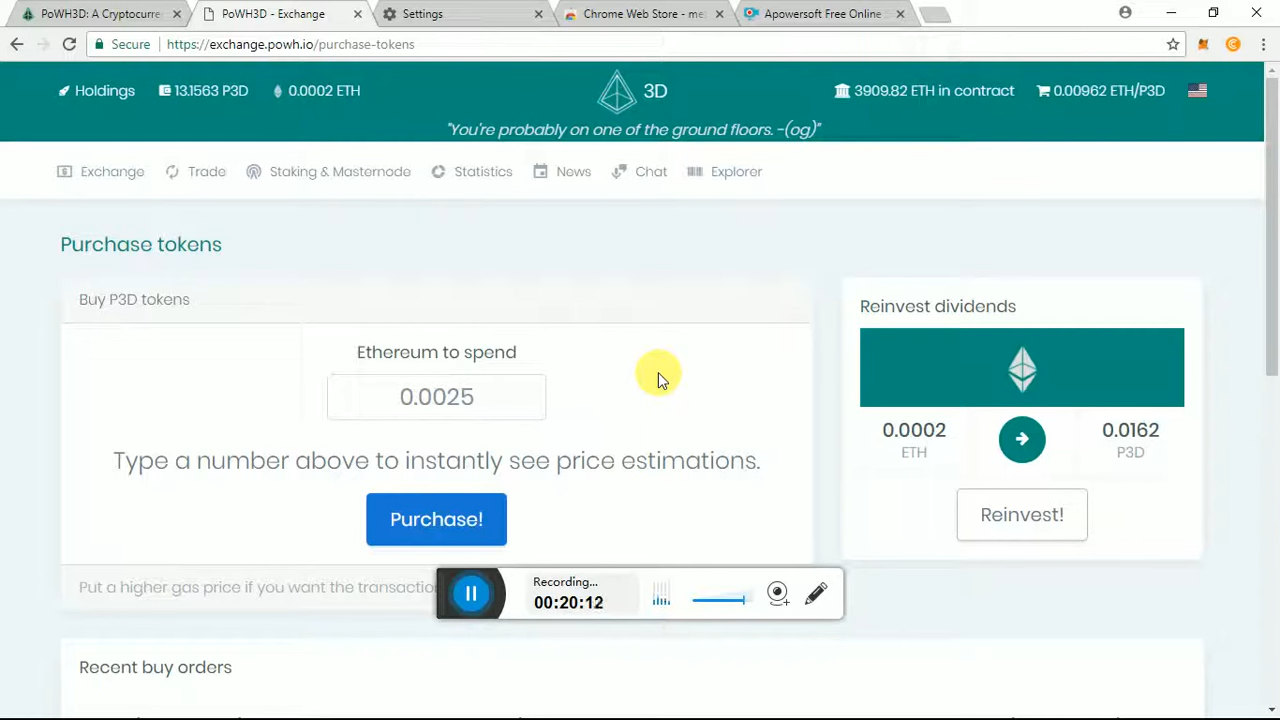 PoWH3D: A Cryptocurre
PoWH3D - Exchange
Settings
Chrome Web Store - me
Apowersoft Free Online
Secure
https://exchange.powh.io/purchase-tokens
Holdings
13.1563 P3D
0.0002 ETH
3D
3909.82 ETH in contract
0.00962 ETH/P3D
"You're probably on one of the ground floors. -(og)"
Exchange
Trade
Staking & Masternode
Statistics
News
Chat
Explorer
Purchase tokens
Buy P3D tokens
Ethereum to spend
0.0025
Type a number above to instantly see price estimations.
Purchase!
Put a higher gas price if you want the transactio
Reinvest dividends
0.0002
ETH
0.0162
P3D
Reinvest!
Recording...
00:20:12
Recent buy orders